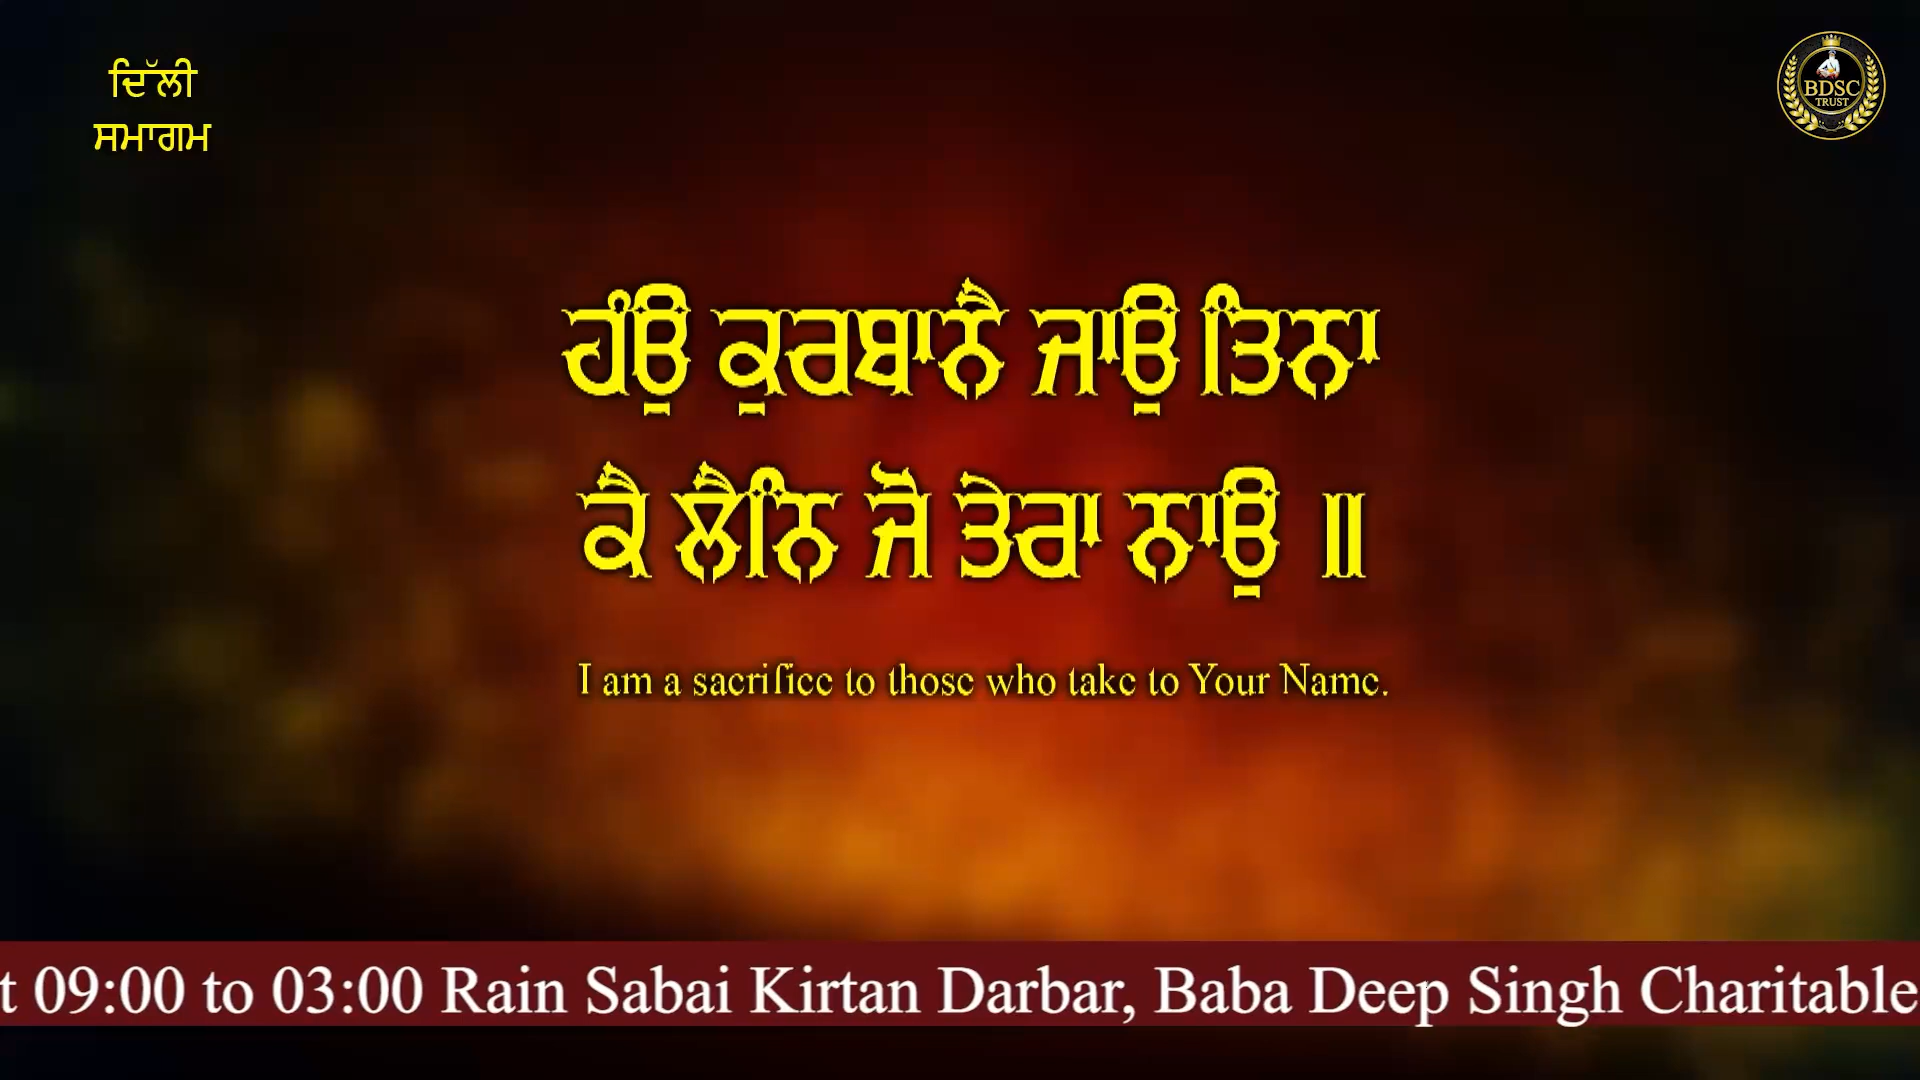 ਦਿੱਲੀ
ਸਮਾਗਮ
BDSC
TRUST
ਹੰਉ ਕੁਰਬਾਨੈ ਜਾਉ ਤਿਨਾ
ਕੈ ਲੈਨਿ ਜੋ ਤੇਰਾ ਨਾਉ ॥
I am a sacrifice to those who take to Your Name.
t 09:00 to 03:00 Rain Sabai Kirtan Darbar, Baba Deep Singh Charitable